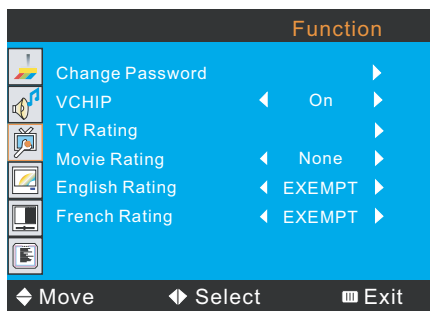 Function
Change Password
VCHIP On
TV Rating
Movie Rating None
English Rating EXEMPT
French Rating EXEMPT
Move Select Exit